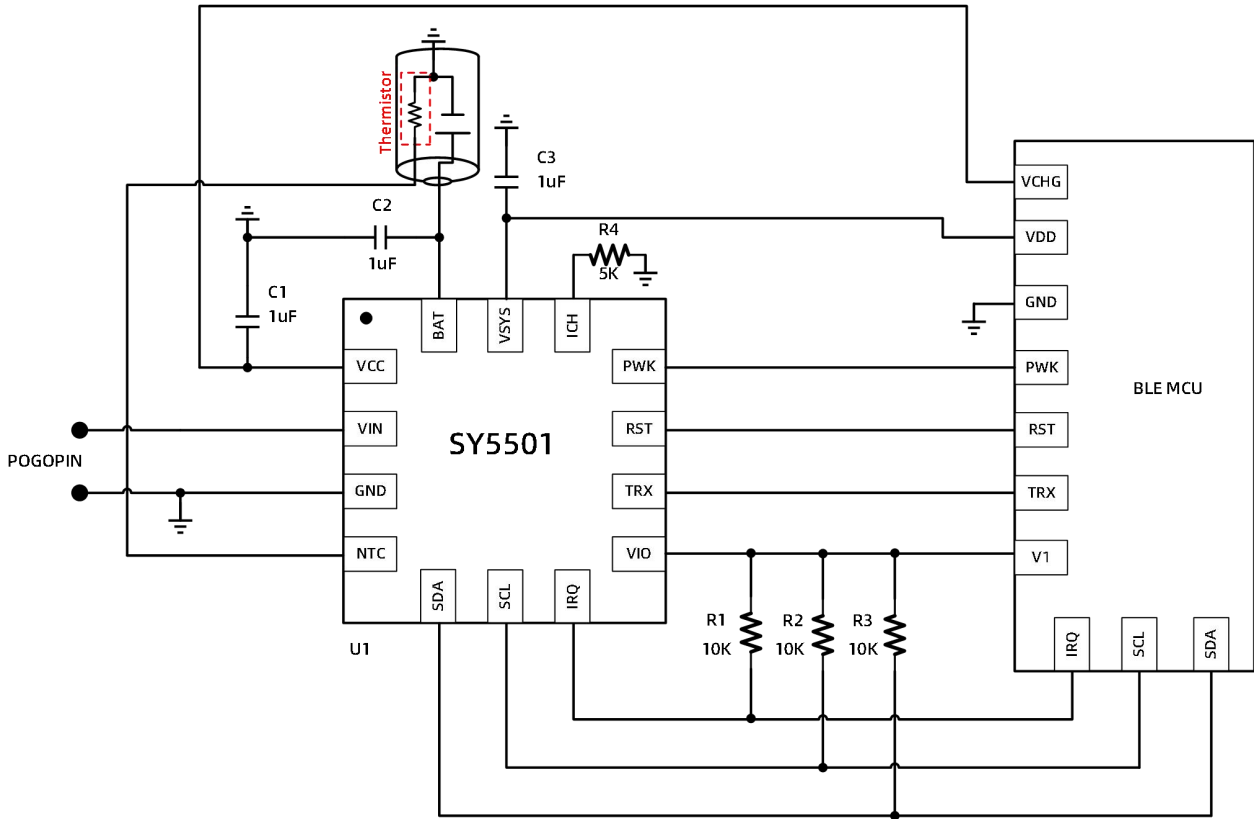 Thermistor
C3
1uF
C2
1uF
R4
5K
C1
1uF
VCHG
VDD
GND
PWK
RST
TRX
V1
IRQ
SCL
SDA
BLE MCU
BAT
VSYS
ICH
VCC
VIN
GND
NTC
SY5501
PWK
RST
TRX
VIO
SDA
SCL
IRQ
U1
POGOPIN
R1
10K
R2
10K
R3
10K